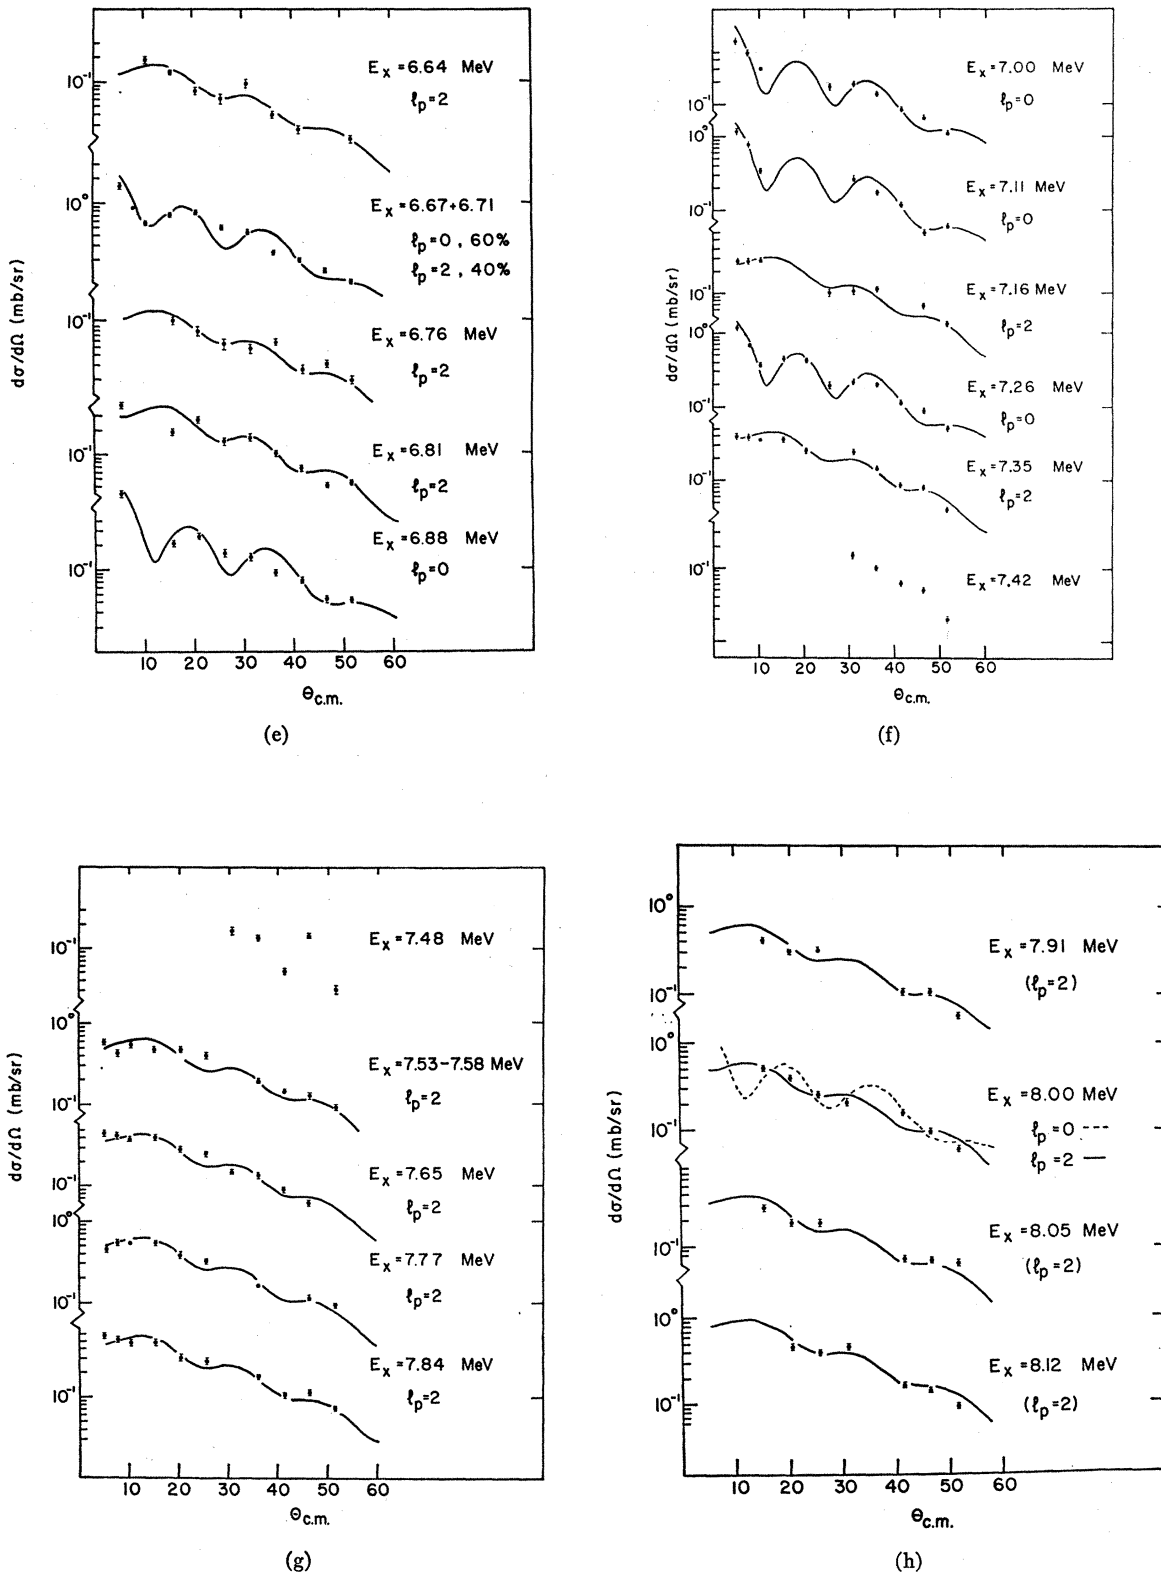 dσ/dΩ (mb/sr)
10⁻¹
10⁰
10⁻¹
10⁻¹
10⁻¹
E_x=6.64 MeV
ℓ_p=2
E_x=6.67+6.71
ℓ_p=0, 60%
ℓ_p=2, 40%
E_x=6.76 MeV
ℓ_p=2
E_x=6.81 MeV
ℓ_p=2
E_x=6.88 MeV
ℓ_p=0
10 20 30 40 50 60
Θc.m.
(e)
dσ/dΩ (mb/sr)
10⁻¹
10⁰
10⁻¹
10⁻¹
10⁰
10⁻¹
10⁻¹
10⁻¹
E_x=7.00 MeV
ℓ_p=0
E_x=7.11 MeV
ℓ_p=0
E_x=7.16 MeV
ℓ_p=2
E_x=7.26 MeV
ℓ_p=0
E_x=7.35 MeV
ℓ_p=2
E_x=7.42 MeV
10 20 30 40 50 60
Θc.m.
(f)
dσ/dΩ (mb/sr)
10⁻¹
10⁰
10⁻¹
10⁻¹
10⁰
10⁻¹
10⁻¹
E_x=7.48 MeV
E_x=7.53-7.58 MeV
ℓ_p=2
E_x=7.65 MeV
ℓ_p=2
E_x=7.77 MeV
ℓ_p=2
E_x=7.84 MeV
ℓ_p=2
10 20 30 40 50 60
Θc.m.
(g)
dσ/dΩ (mb/sr)
10⁰
10⁻¹
10⁰
10⁻¹
10⁻¹
10⁰
10⁻¹
E_x=7.91 MeV
(ℓ_p=2)
E_x=8.00 MeV
ℓ_p=0 ---
ℓ_p=2 —
E_x=8.05 MeV
(ℓ_p=2)
E_x=8.12 MeV
(ℓ_p=2)
10 20 30 40 50 60
Θc.m.
(h)